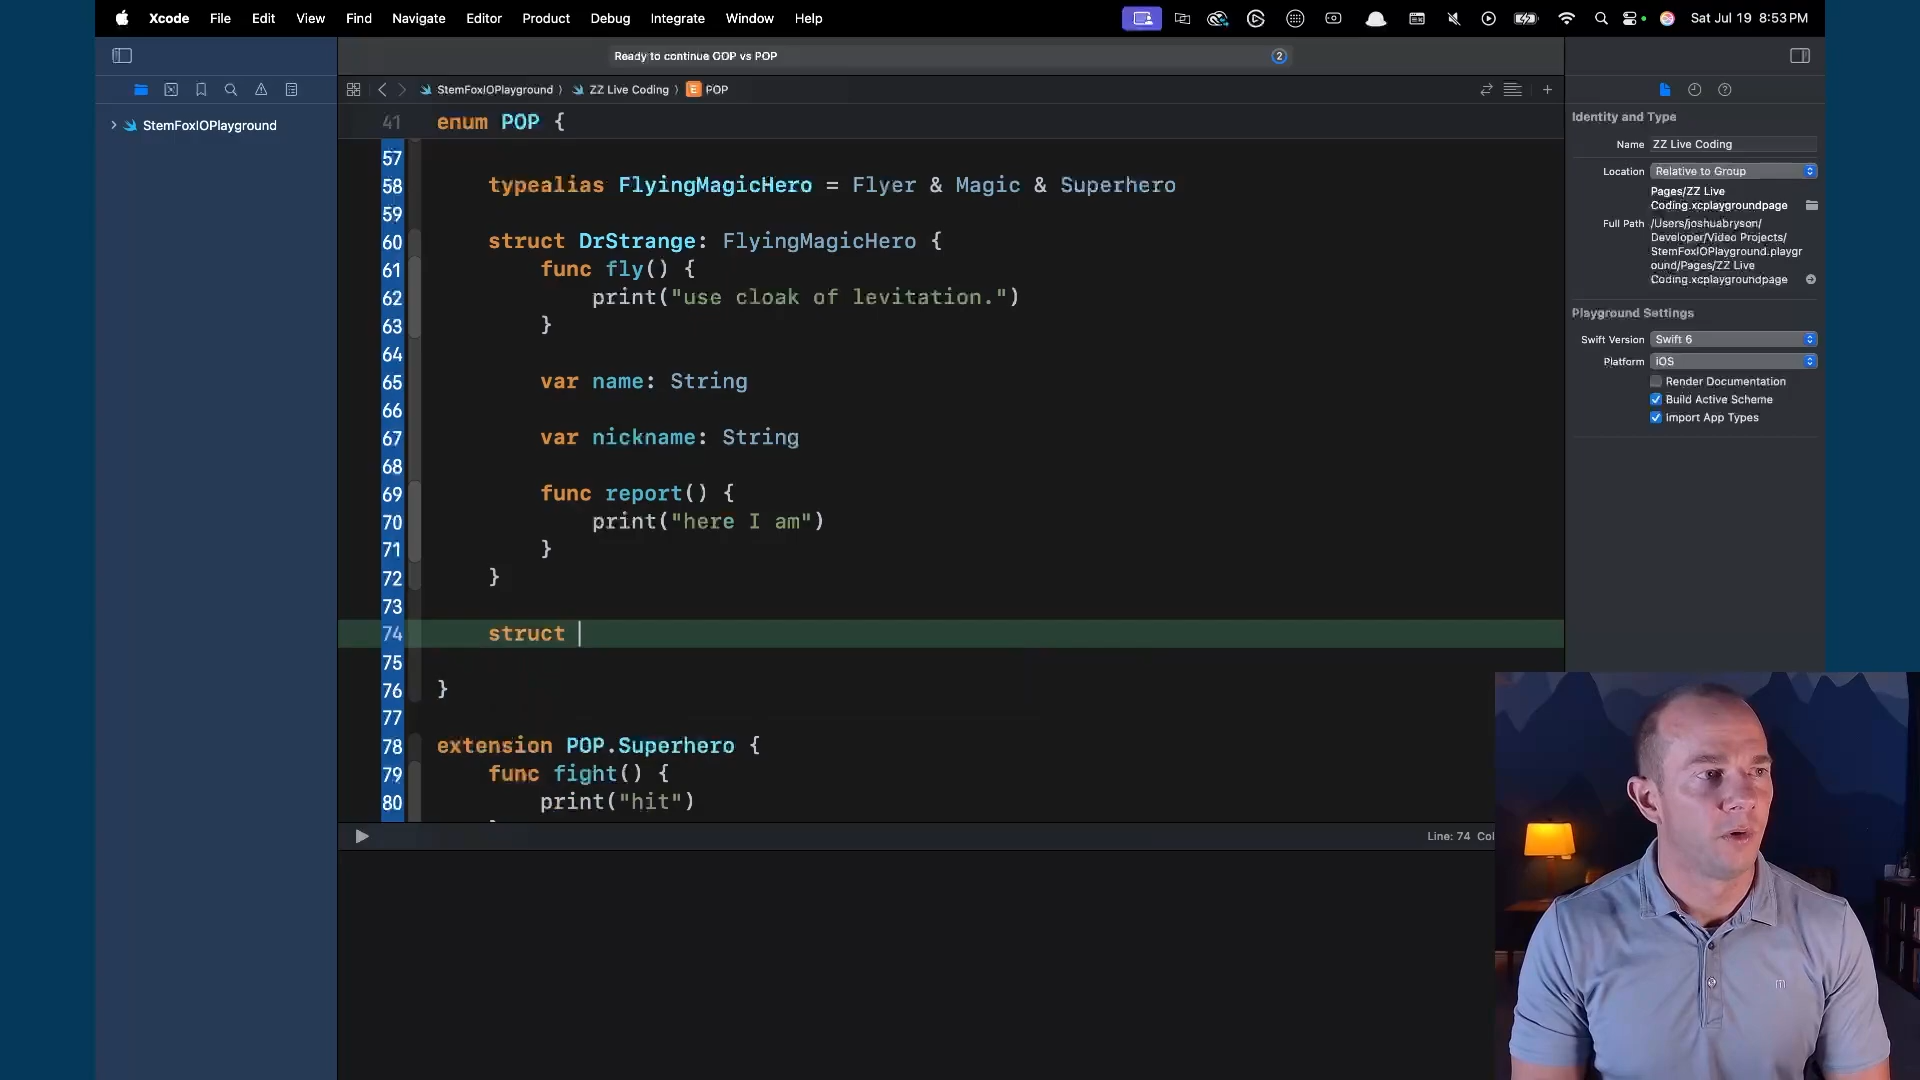 Xcode File Edit View Find Navigate Editor Product Debug Integrate Window Help Sat Jul 19 8:53 PM
Ready to continue OOP vs POP 2
StemFoxIOPlayground ZZ Live Coding E POP
StemFoxIOPlayground
41 enum POP {
57
58 typealias FlyingMagicHero = Flyer & Magic & Superhero
59
60 struct DrStrange: FlyingMagicHero {
61 func fly() {
62 print("use cloak of levitation.")
63 }
64
65 var name: String
66
67 var nickname: String
68
69 func report() {
70 print("here I am")
71 }
72 }
73
74 struct
75
76 }
77
78 extension POP.Superhero {
79 func fight() {
80 print("hit")
Line: 74 Col
Identity and Type
Name ZZ Live Coding
Location Relative to Group
Pages/ZZ Live
Coding.xcplaygroundpage
Full Path /Users/joshuabryson/
Developer/Video Projects/
StemFoxIOPlayground.playgr
ound/Pages/ZZ Live
Coding.xcplaygroundpage
Playground Settings
Swift Version Swift 6
Platform iOS
Render Documentation
Build Active Scheme
Import App Types